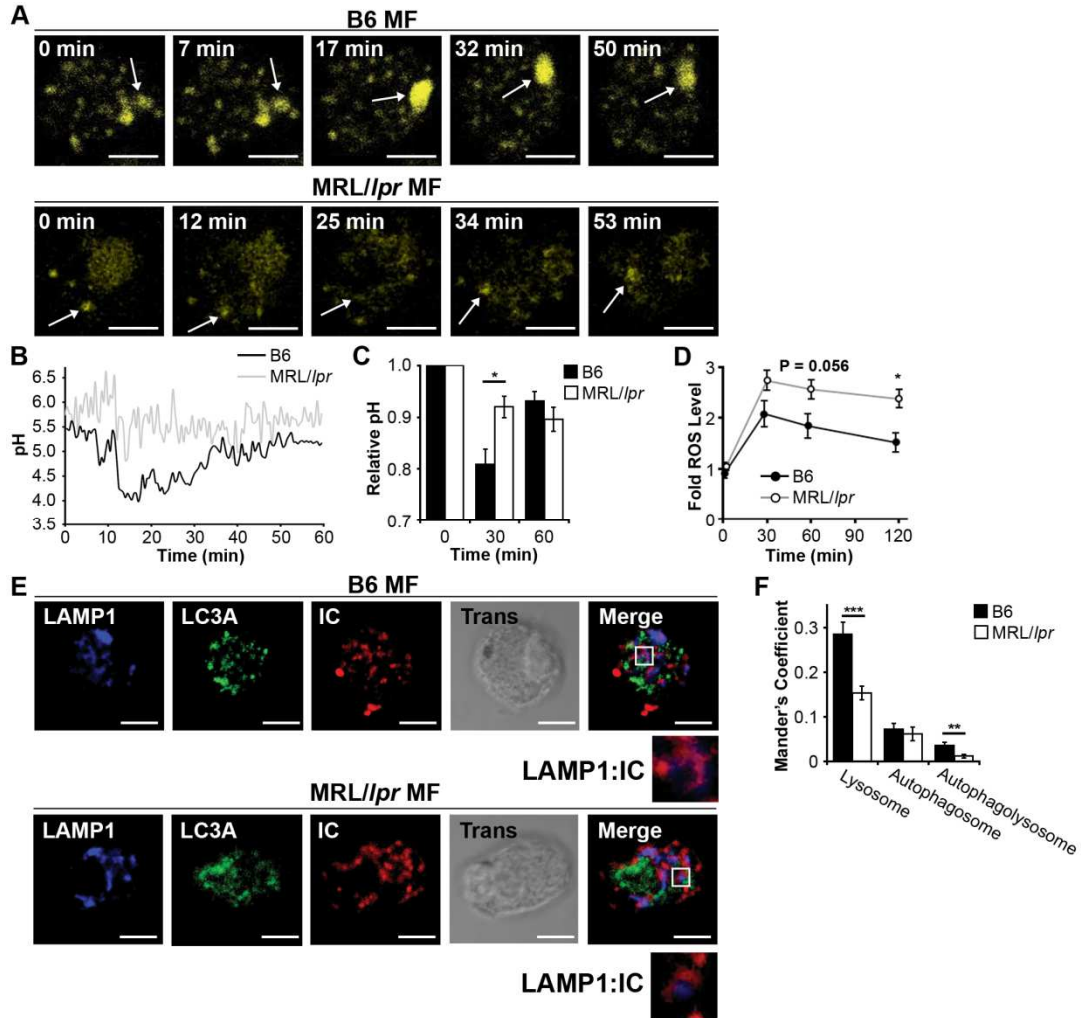 A
B6 MF
0 min 7 min 17 min 32 min 50 min
MRL/lpr MF
0 min 12 min 25 min 34 min 53 min
B
B6
MRL/lpr
pH
6.5
6.0
5.5
5.0
4.5
4.0
3.5
0 10 20 30 40 50 60
Time (min)
C
B6
MRL/lpr
*
Relative pH
1.0
0.9
0.8
0.7
0 30 60
Time (min)
D
P = 0.056
*
Fold ROS Level
3
2
1
0
B6
MRL/lpr
0 30 60 90 120
Time (min)
E
B6 MF
LAMP1 LC3A IC Trans Merge
LAMP1:IC
MRL/lpr MF
LAMP1 LC3A IC Trans Merge
LAMP1:IC
F
B6
MRL/lpr
***
**
Mander's Coefficient
0.3
0.2
0.1
0
Lysosome
Autophagosome
Autophagolysosome